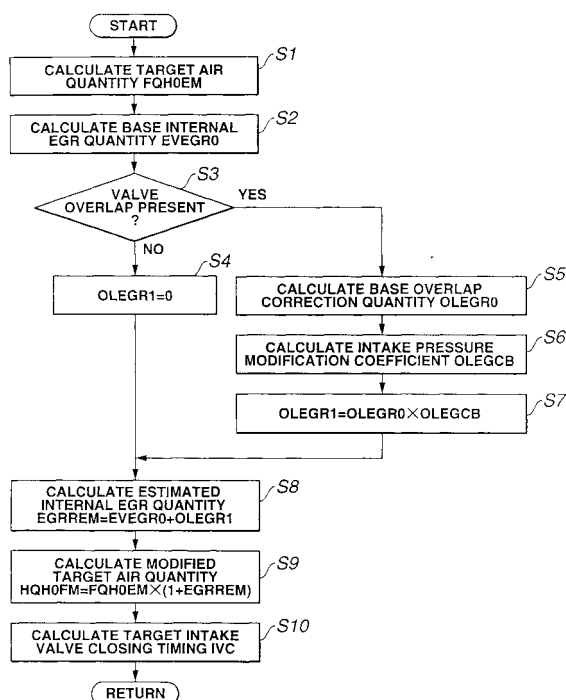 START
S1
CALCULATE TARGET AIR
QUANTITY FQH0EM
S2
CALCULATE BASE INTERNAL
EGR QUANTITY EVEGR0
S3
VALVE
OVERLAP PRESENT
?
YES
NO
S4
OLEGR1=0
S5
CALCULATE BASE OVERLAP
CORRECTION QUANTITY OLEGR0
S6
CALCULATE INTAKE PRESSURE
MODIFICATION COEFFICIENT OLEGCB
S7
OLEGR1=OLEGR0×OLEGCB
S8
CALCULATE ESTIMATED
INTERNAL EGR QUANTITY
EGRREM=EVEGR0+OLEGR1
S9
CALCULATE MODIFIED
TARGET AIR QUANTITY
HQH0FM=FQH0EM×(1+EGRREM)
S10
CALCULATE TARGET INTAKE
VALVE CLOSING TIMING IVC
RETURN